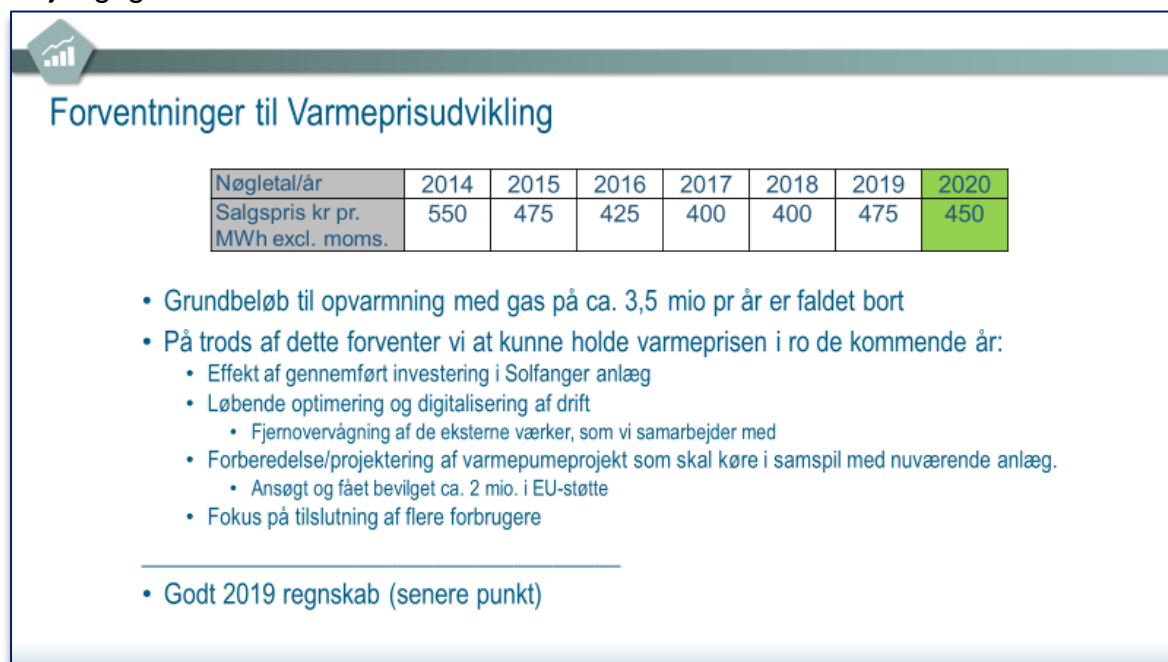 Forventninger til Varmeprisudvikling
Nøgletal/år 2014 2015 2016 2017 2018 2019 2020
Salgspris kr pr. 550 475 425 400 400 475 450
MWh excl. moms.
• Grundbeløb til opvarmning med gas på ca. 3,5 mio pr år er faldet bort
• På trods af dette forventer vi at kunne holde varmeprisen i ro de kommende år:
• Effekt af gennemført investering i Solfanger anlæg
• Løbende optimering og digitalisering af drift
• Fjernovervågning af de eksterne værker, som vi samarbejder med
• Forberedelse/projektering af varmepumeprojekt som skal køre i samspil med nuværende anlæg.
• Ansøgt og fået bevilget ca. 2 mio. i EU-støtte
• Fokus på tilslutning af flere forbrugere
• Godt 2019 regnskab (senere punkt)